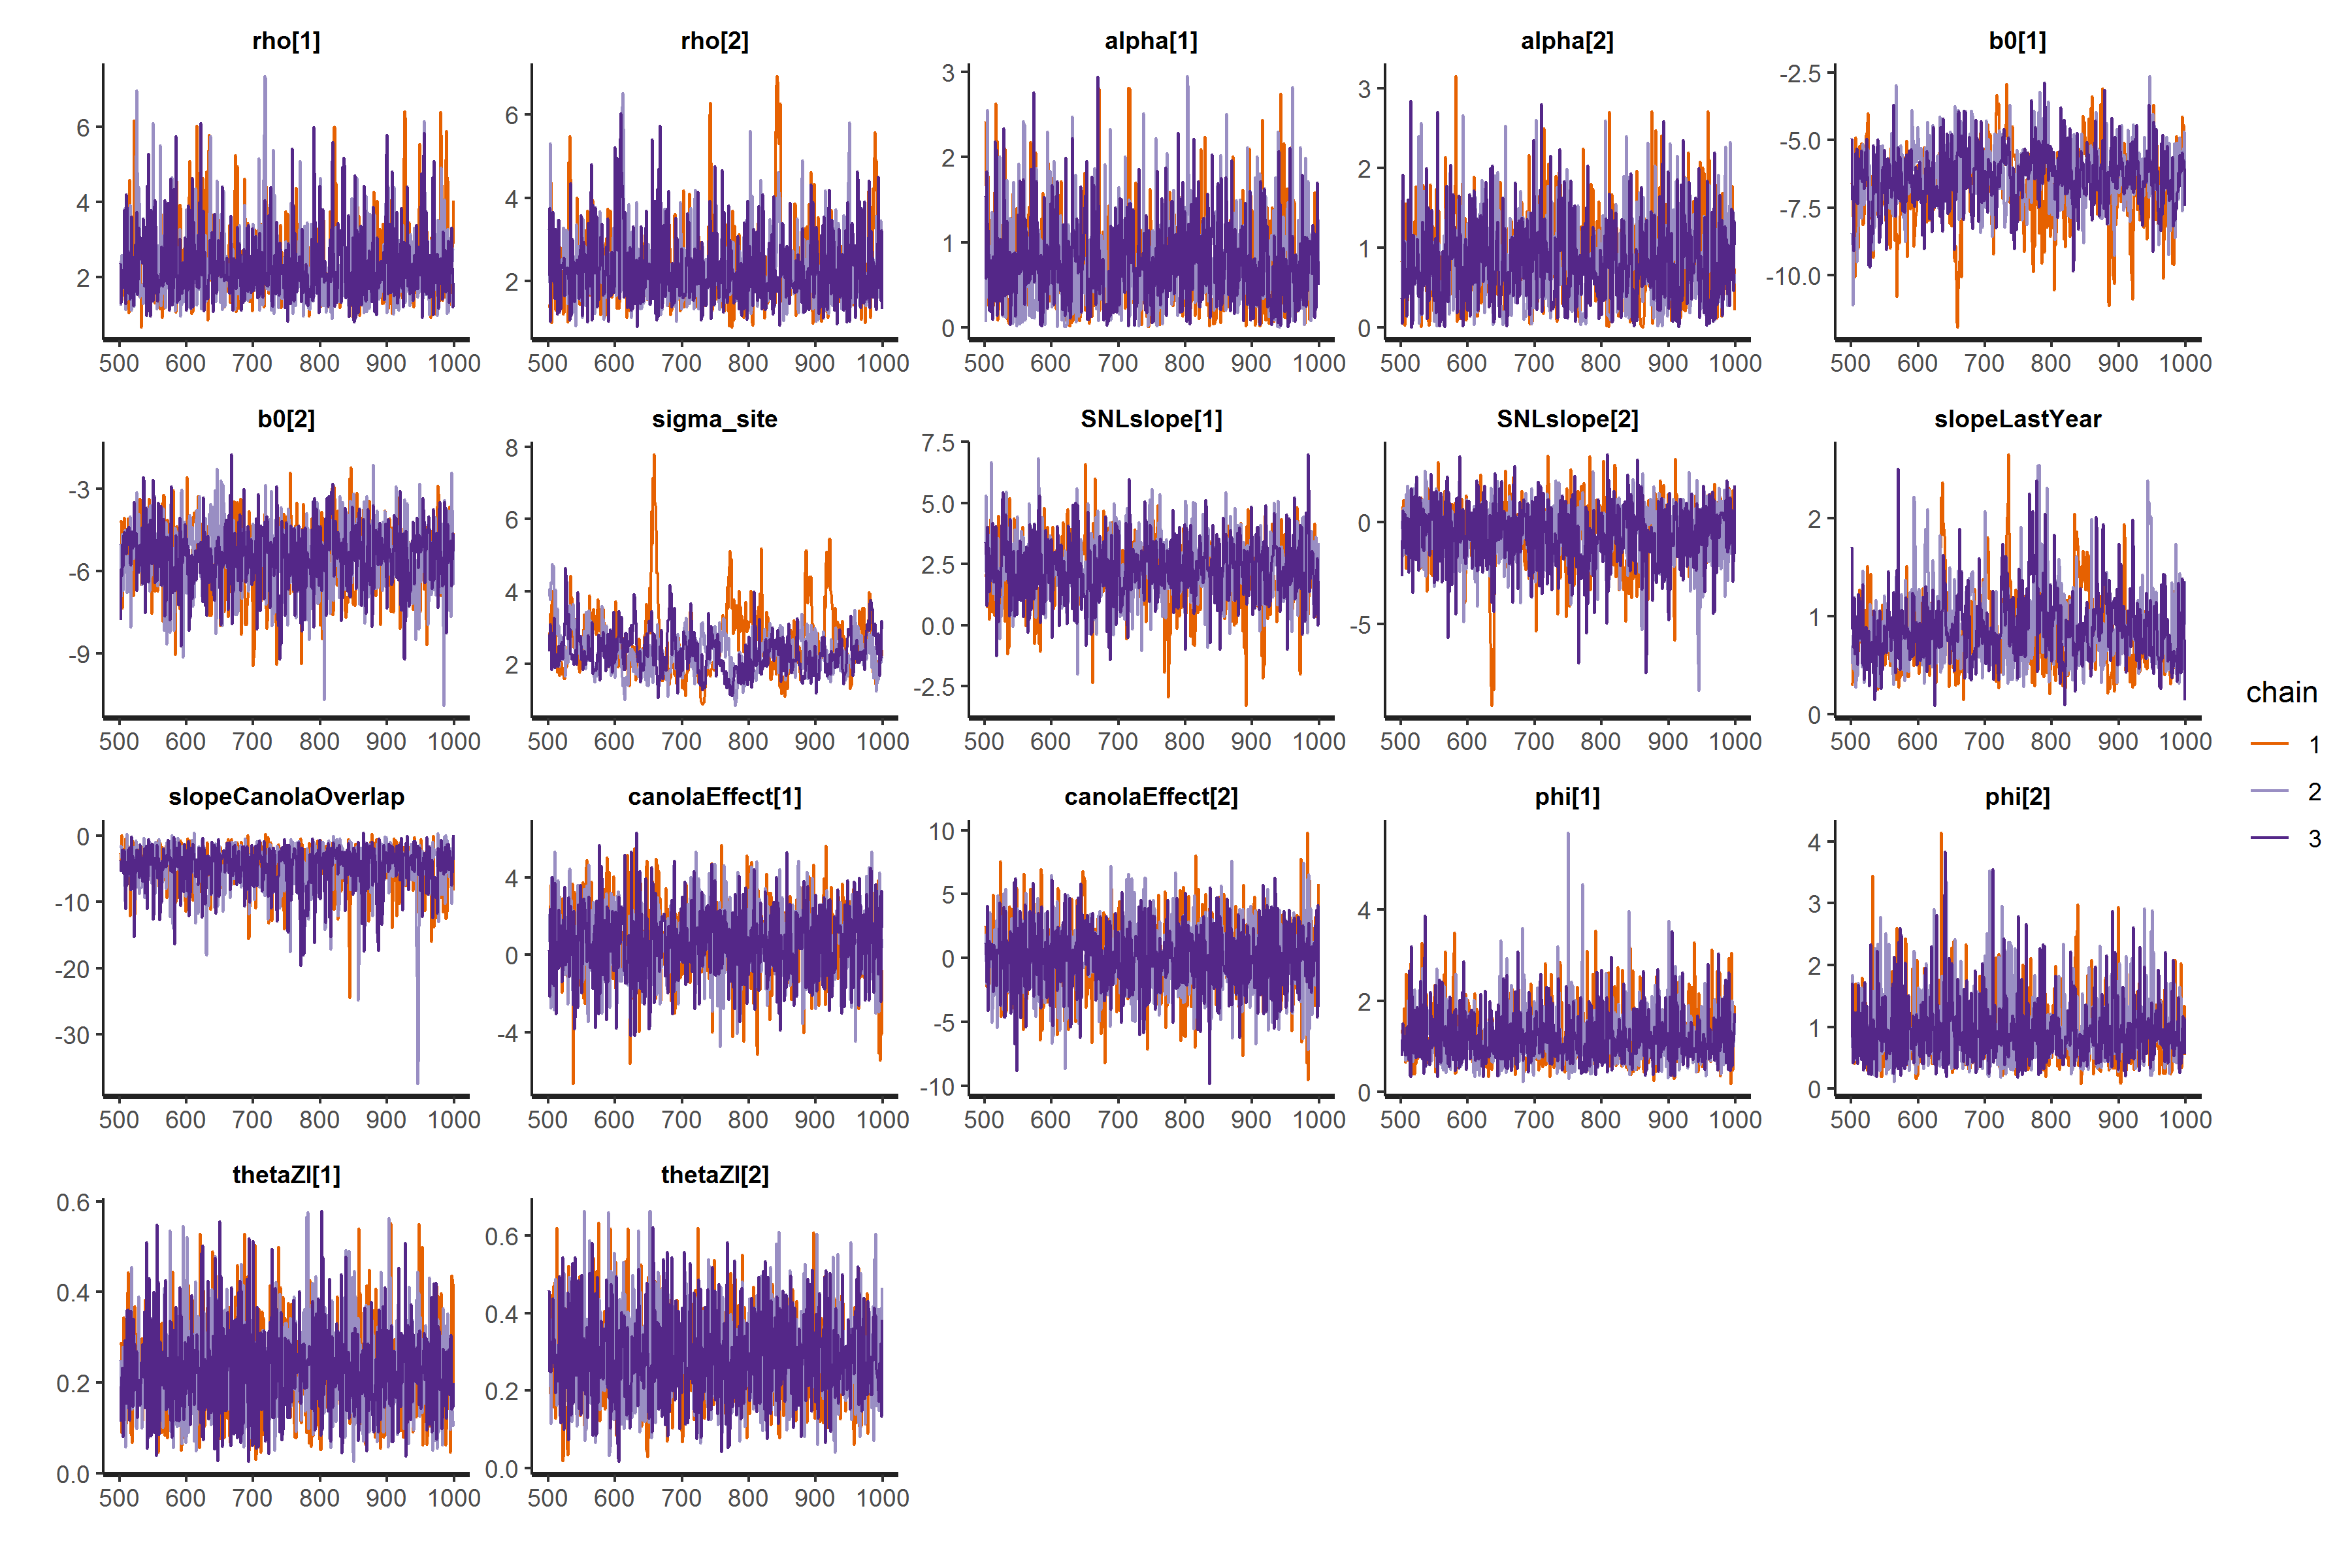 rho[1] rho[2] alpha[1] alpha[2] b0[1]
6 4 2
6 4 2
3 2 1 0
3 2 1 0
-2.5 -5.0 -7.5 -10.0
500 600 700 800 900 1000 500 600 700 800 900 1000 500 600 700 800 900 1000 500 600 700 800 900 1000 500 600 700 800 900 1000
b0[2] sigma_site SNLslope[1] SNLslope[2] slopeLastYear
-3 -6 -9
8 6 4 2
7.5 5.0 2.5 0.0 -2.5
0 -5
2 1 0
500 600 700 800 900 1000 500 600 700 800 900 1000 500 600 700 800 900 1000 500 600 700 800 900 1000 500 600 700 800 900 1000
slopeCanolaOverlap canolaEffect[1] canolaEffect[2] phi[1] phi[2]
0 -10 -20 -30
4 0 -4
10 5 0 -5 -10
4 2 0
4 3 2 1 0
500 600 700 800 900 1000 500 600 700 800 900 1000 500 600 700 800 900 1000 500 600 700 800 900 1000 500 600 700 800 900 1000
thetaZI[1] thetaZI[2]
0.6 0.4 0.2 0.0
0.6 0.4 0.2 0.0
500 600 700 800 900 1000 500 600 700 800 900 1000
chain
1
2
3